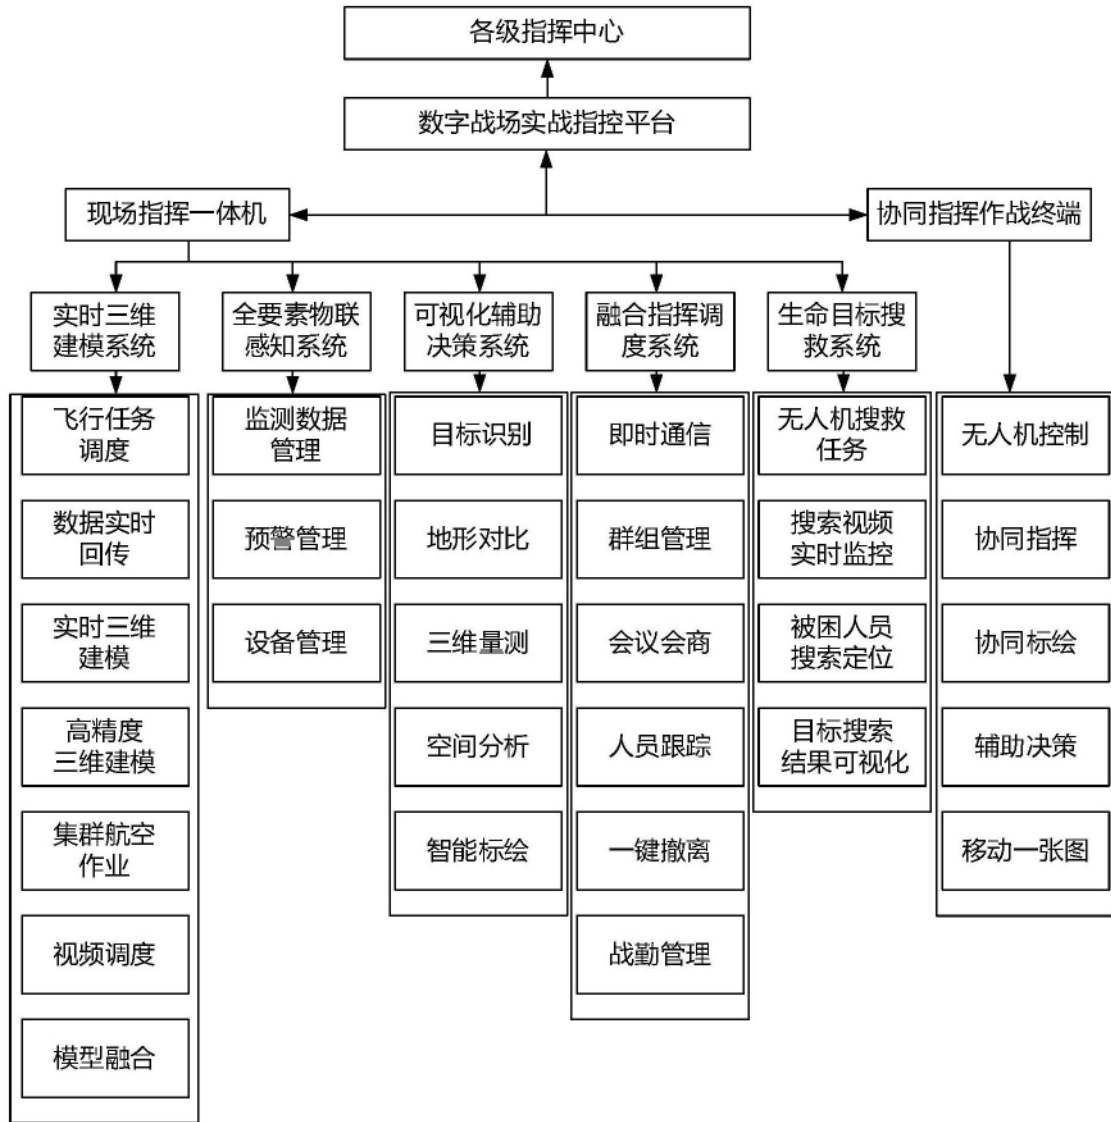 各级指挥中心
数字战场实战指控平台
现场指挥一体机
协同指挥作战终端
实时三维
建模系统
全要素物联
感知系统
可视化辅助
决策系统
融合指挥调
度系统
生命目标搜
救系统
飞行任务
调度
数据实时
回传
实时三维
建模
高精度
三维建模
集群航空
作业
视频调度
模型融合
监测数据
管理
预警管理
设备管理
目标识别
地形对比
三维量测
空间分析
智能标绘
即时通信
群组管理
会议会商
人员跟踪
一键撤离
战勤管理
无人机搜救
任务
搜索视频
实时监控
被困人员
搜索定位
目标搜索
结果可视化
无人机控制
协同指挥
协同标绘
辅助决策
移动一张图